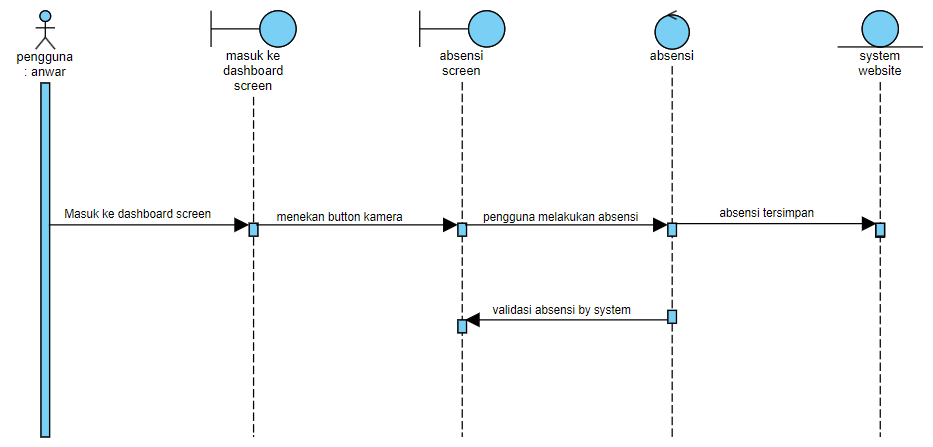 pengguna
: anwar
masuk ke
dashboard
screen
absensi
screen
absensi
system
website
Masuk ke dashboard screen
menekan button kamera
pengguna melakukan absensi
absensi tersimpan
validasi absensi by system